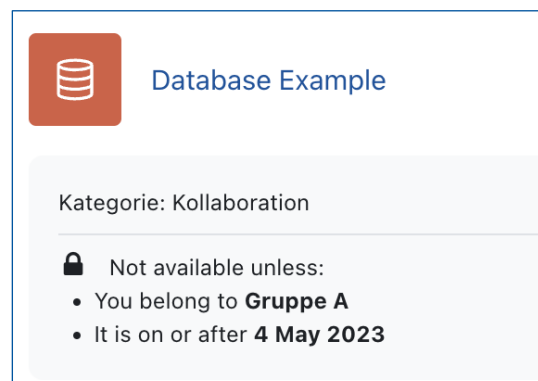 Database Example
Kategorie: Kollaboration
Not available unless:
• You belong to Gruppe A
• It is on or after 4 May 2023